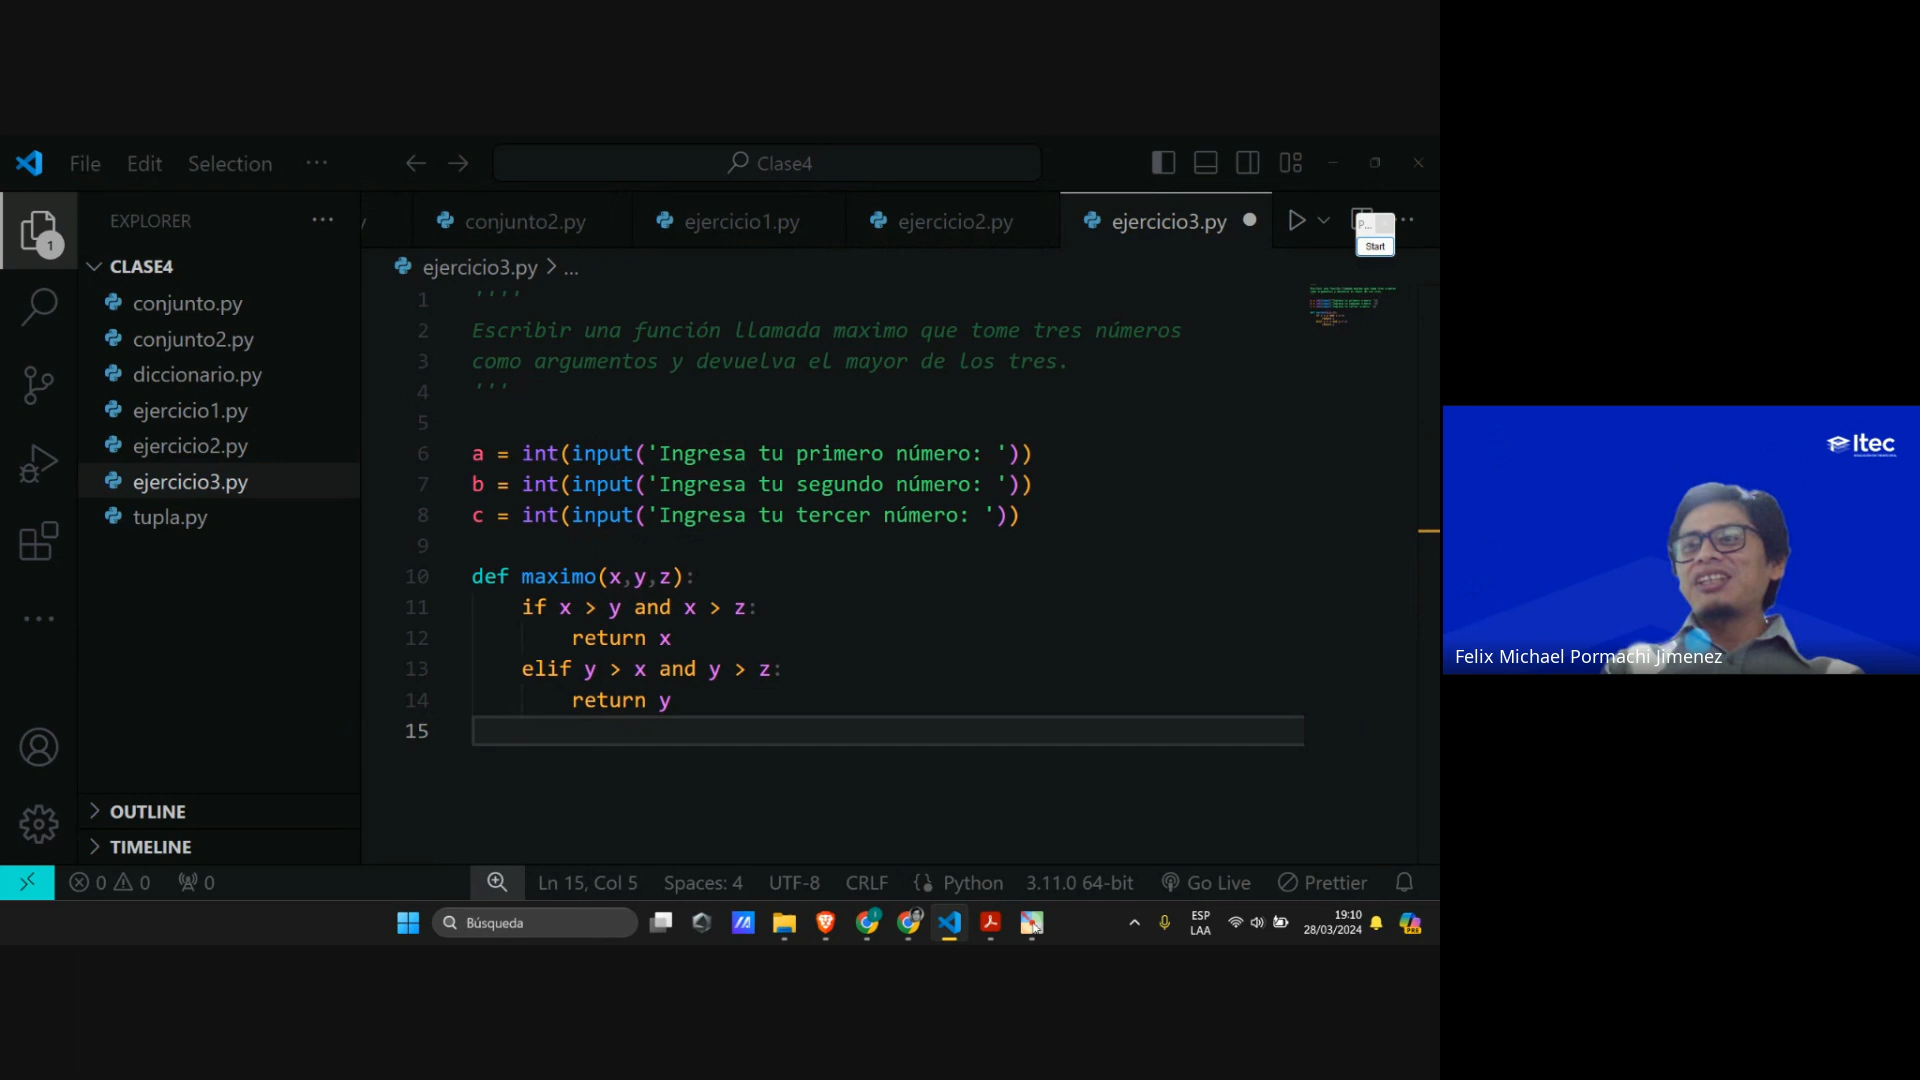 File Edit Selection ...
Clase4
EXPLORER ...
conjunto2.py ejercicio1.py ejercicio2.py ejercicio3.py
Start
CLASE4
conjunto.py
conjunto2.py
diccionario.py
ejercicio1.py
ejercicio2.py
ejercicio3.py
tupla.py
OUTLINE
TIMELINE
1
ejercicio3.py > ...
1 ''''
2 Escribir una función llamada maximo que tome tres números
3 como argumentos y devuelva el mayor de los tres.
4 '''
5
6 a = int(input('Ingresa tu primero número: '))
7 b = int(input('Ingresa tu segundo número: '))
8 c = int(input('Ingresa tu tercer número: '))
9
10 def maximo(x,y,z):
11 if x > y and x > z:
12 return x
13 elif y > x and y > z:
14 return y
15
0 0 0 Ln 15, Col 5 Spaces: 4 UTF-8 CRLF Python 3.11.0 64-bit Go Live Prettier
Búsqueda
ESP
LAA
19:10
28/03/2024
Itec
Felix Michael Pormachi Jimenez